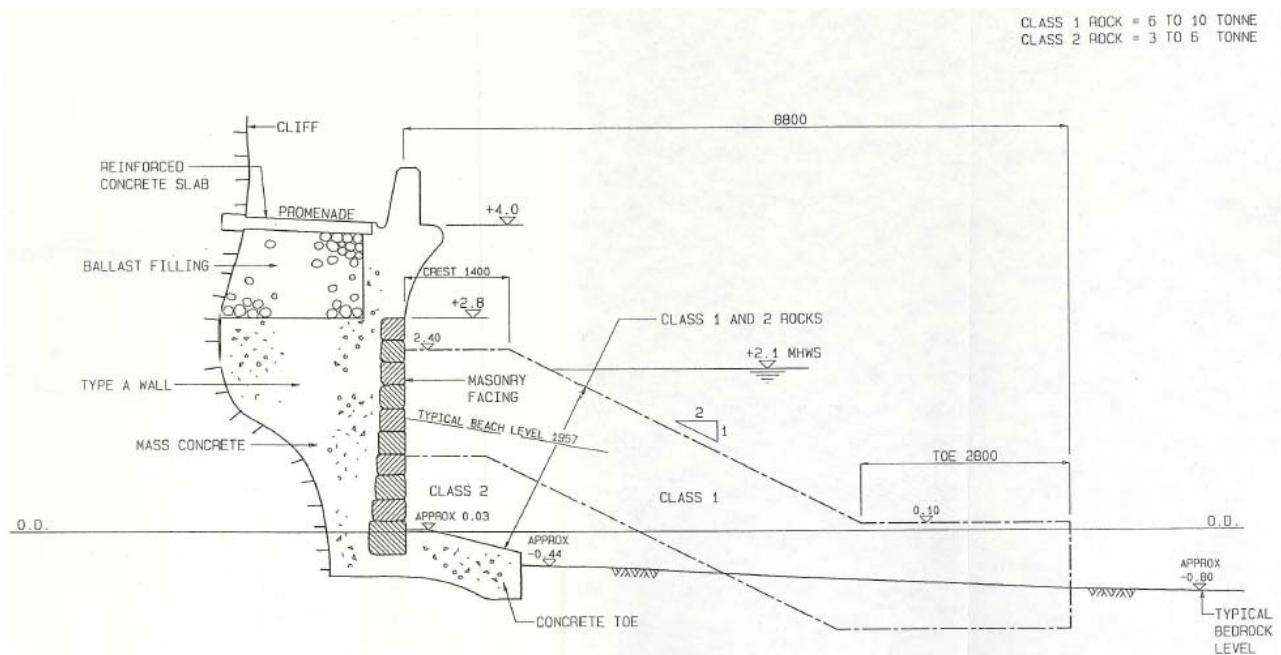 CLASS 1 ROCK = 6 TO 10 TONNE
CLASS 2 ROCK = 3 TO 6 TONNE
8800
CLIFF
REINFORCED
CONCRETE SLAB
PROMENADE
+4.0
BALLAST FILLING
CREST 1400
+2.8
CLASS 1 AND 2 ROCKS
2.40
+2.1 MHWS
TYPE A WALL
MASONRY
FACING
2
1
TYPICAL BEACH LEVEL 1957
MASS CONCRETE
TOE 2800
CLASS 2
CLASS 1
APPROX 0.03
0.10
O.D.
O.D.
APPROX
-0.44
APPROX
-0.80
CONCRETE TOE
TYPICAL
BEDROCK
LEVEL